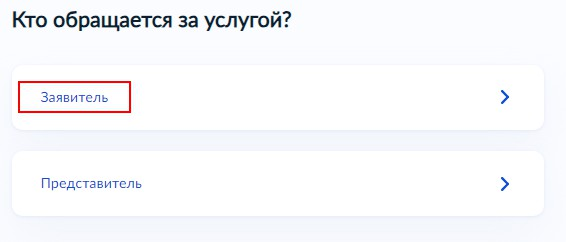 Кто обращается за услугой?
Заявитель
Представитель